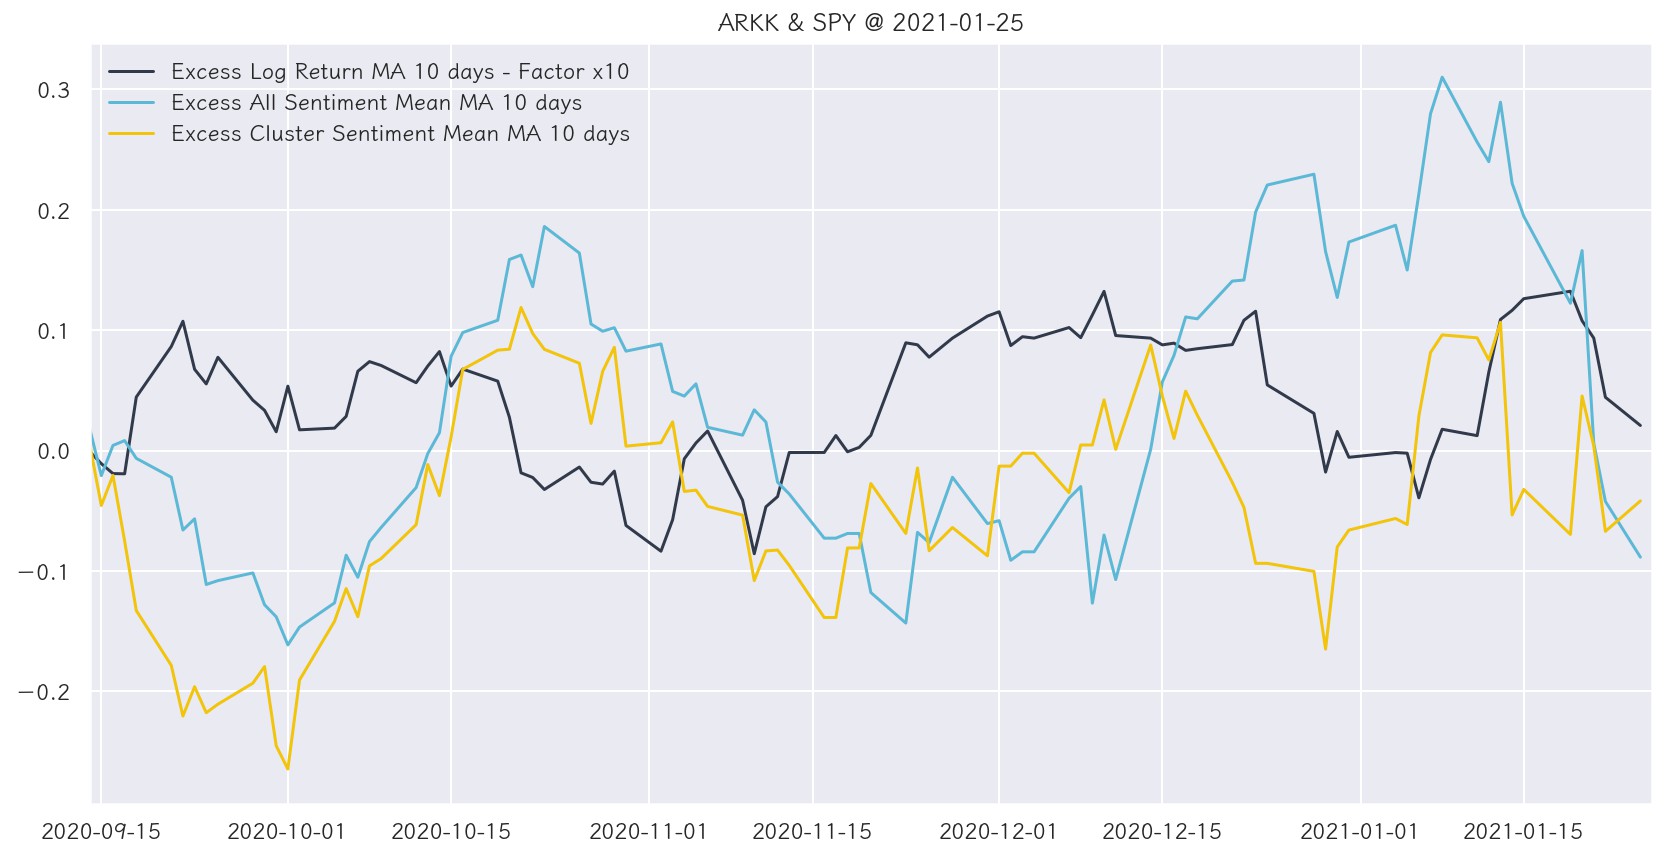 ARKK & SPY @ 2021-01-25
Excess Log Return MA 10 days - Factor x10
Excess All Sentiment Mean MA 10 days
Excess Cluster Sentiment Mean MA 10 days
0.3
0.2
0.1
0.0
−0.1
−0.2
2020-09-15 2020-10-01 2020-10-15 2020-11-01 2020-11-15 2020-12-01 2020-12-15 2021-01-01 2021-01-15